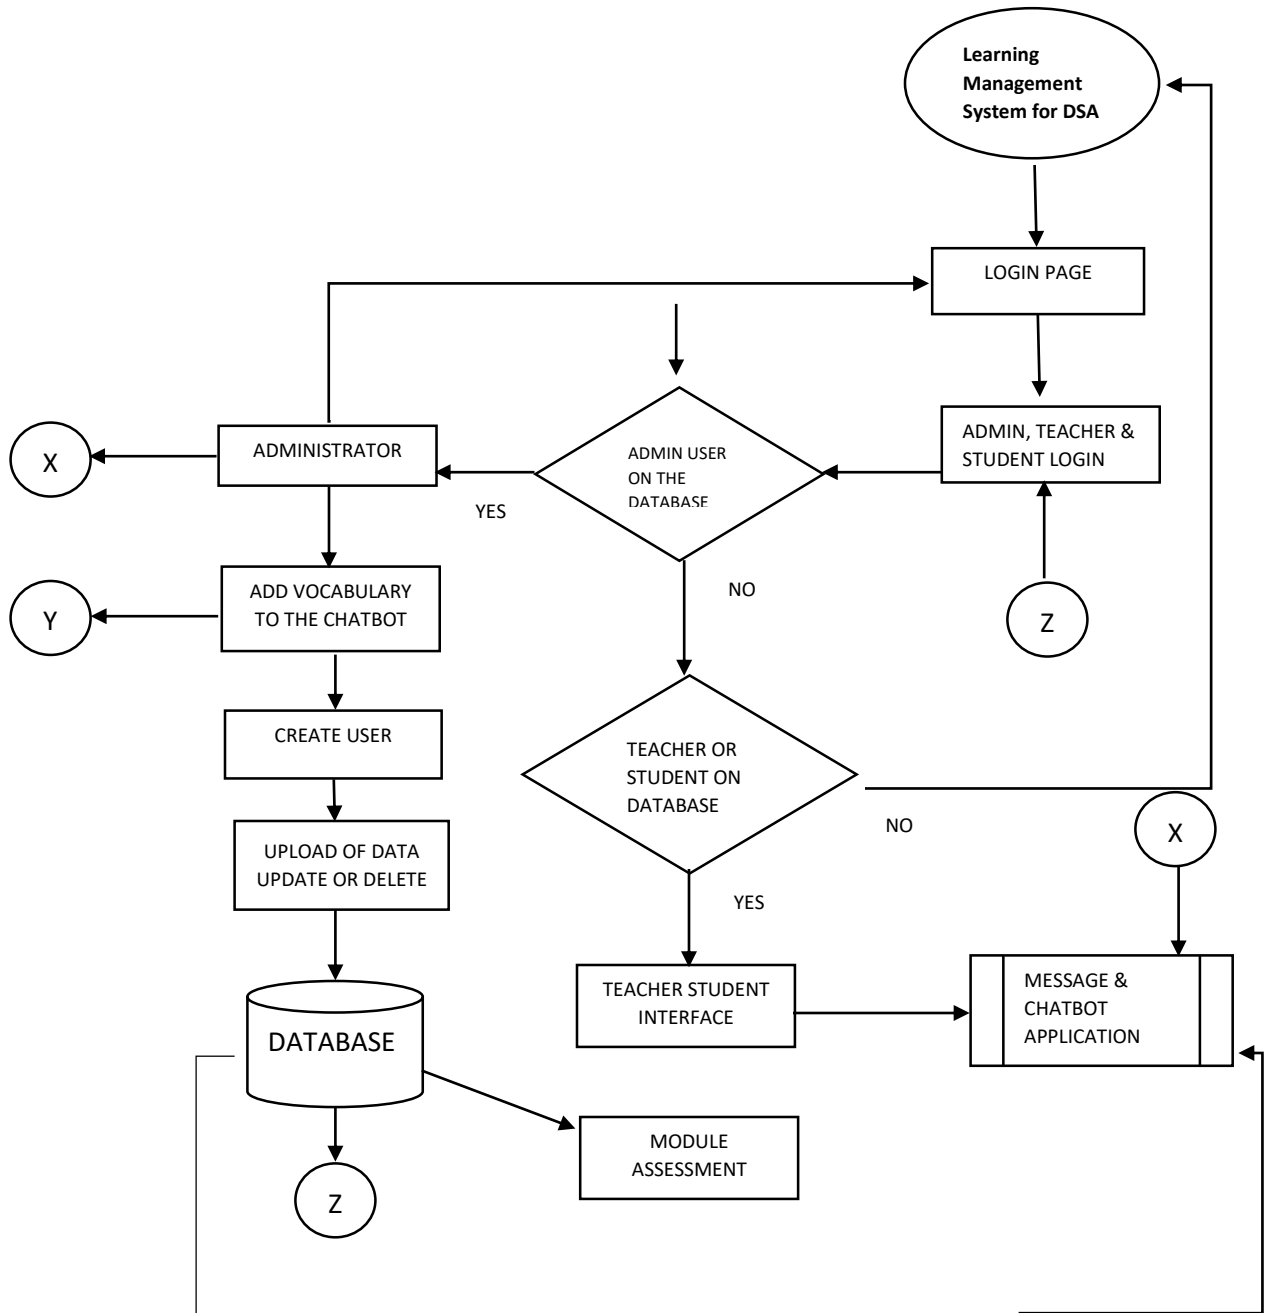 Learning
Management
System for DSA
LOGIN PAGE
ADMINISTRATOR
ADMIN USER
ON THE
DATABASE
ADMIN, TEACHER &
STUDENT LOGIN
X
YES
ADD VOCABULARY
TO THE CHATBOT
Y
NO
Z
CREATE USER
TEACHER OR
STUDENT ON
DATABASE
NO
X
UPLOAD OF DATA
UPDATE OR DELETE
YES
TEACHER STUDENT
INTERFACE
MESSAGE &
CHATBOT
APPLICATION
DATABASE
MODULE
ASSESSMENT
Z